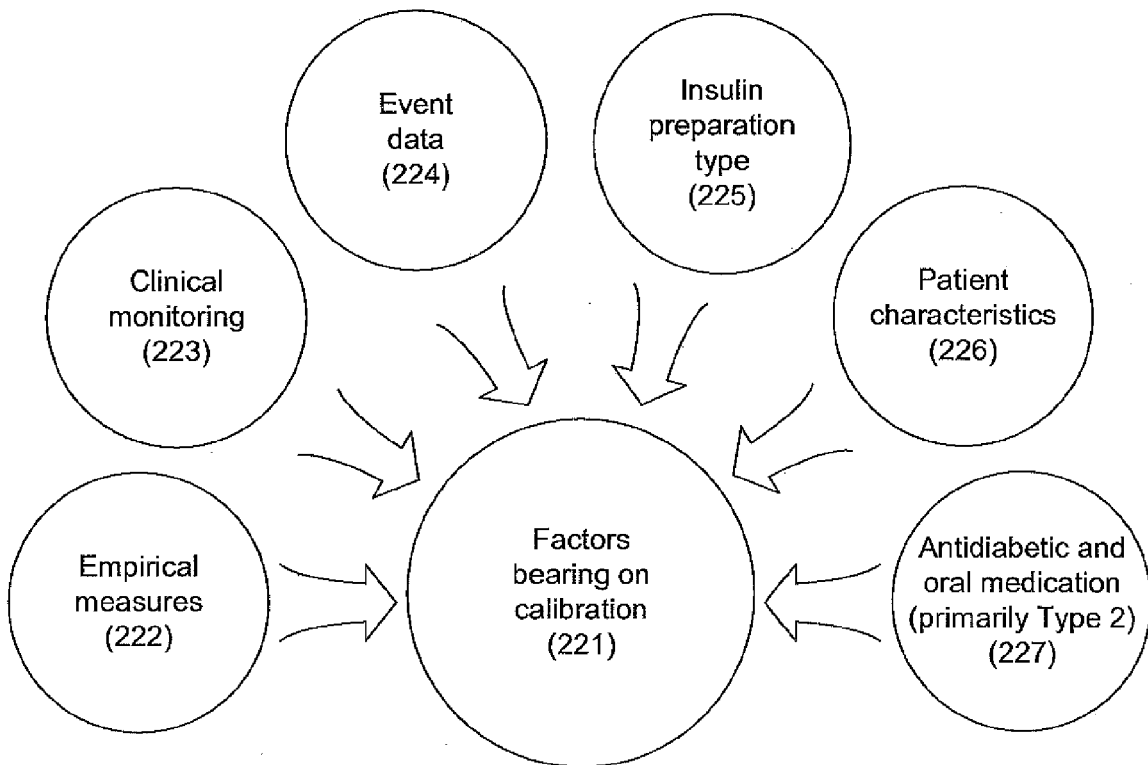 Event
data
(224)
Insulin
preparation
type
(225)
Clinical
monitoring
(223)
Patient
characteristics
(226)
Empirical
measures
(222)
Factors
bearing on
calibration
(221)
Antidiabetic and
oral medication
(primarily Type 2)
(227)